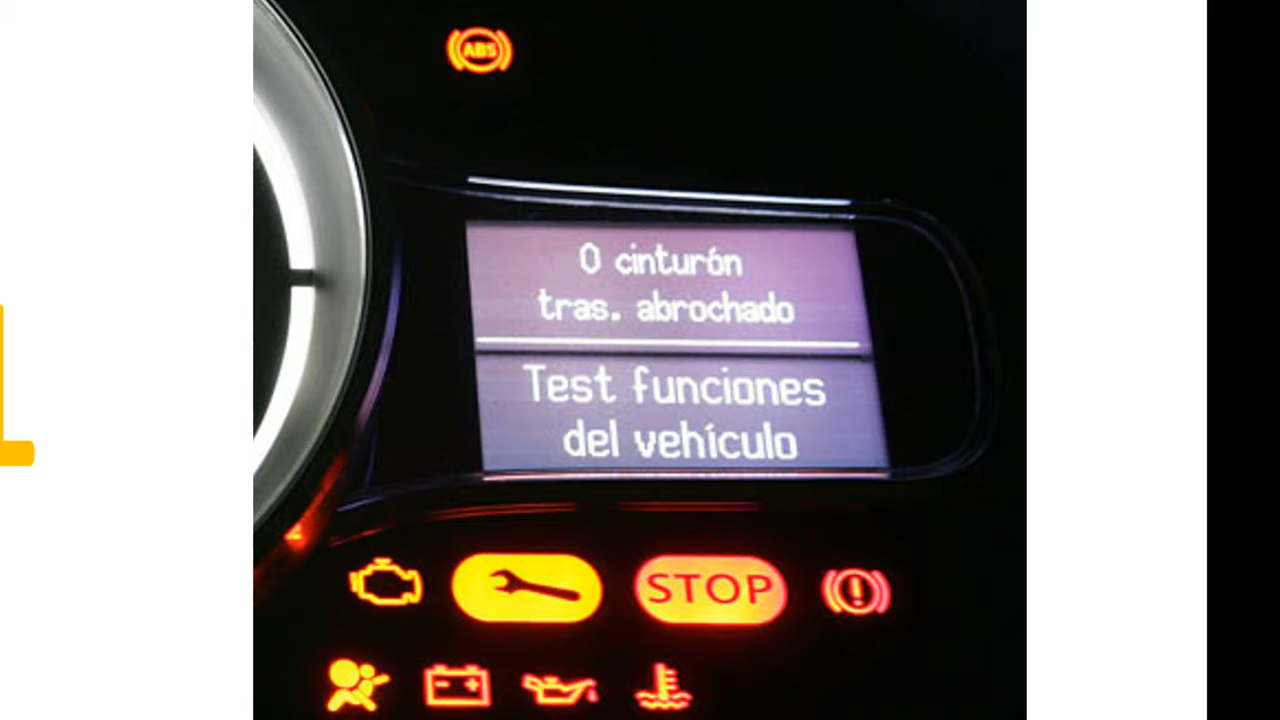 ABS
0 cinturón
tras. abrochado
Test funciones
del vehículo
STOP